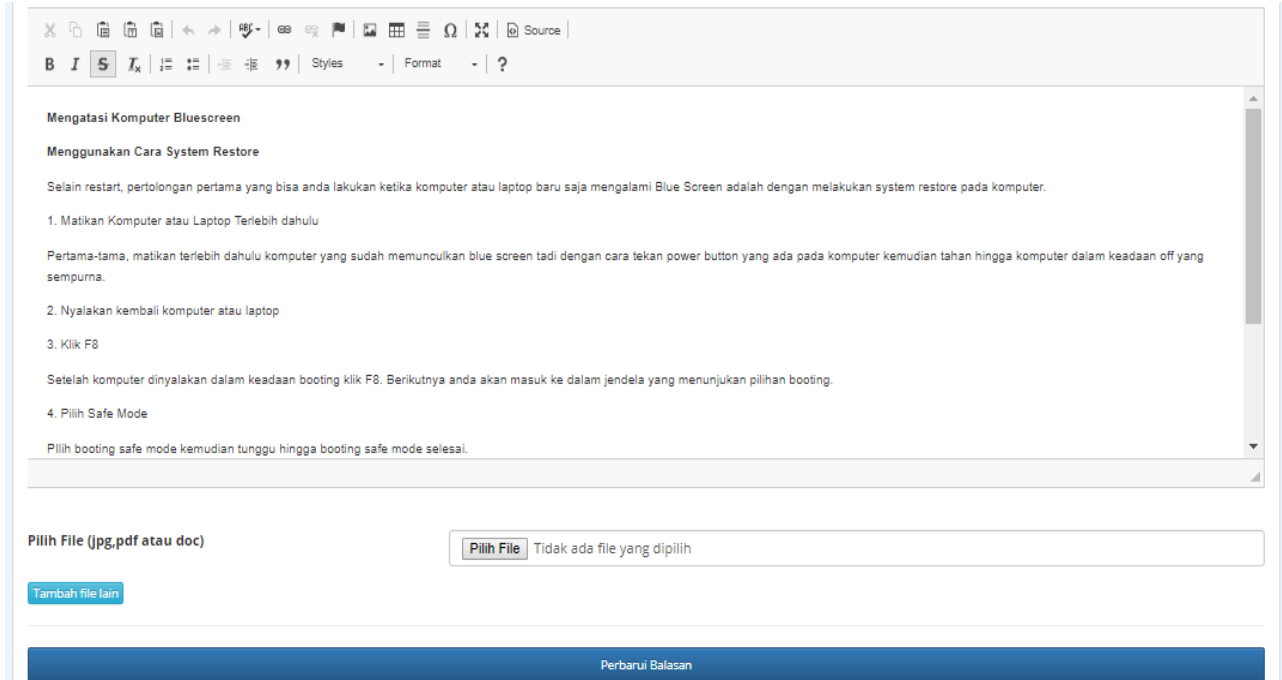 Source
B I S Tx Styles Format ?
Mengatasi Komputer Bluescreen
Menggunakan Cara System Restore
Selain restart, pertolongan pertama yang bisa anda lakukan ketika komputer atau laptop baru saja mengalami Blue Screen adalah dengan melakukan system restore pada komputer.
1. Matikan Komputer atau Laptop Terlebih dahulu
Pertama-tama, matikan terlebih dahulu komputer yang sudah memunculkan blue screen tadi dengan cara tekan power button yang ada pada komputer kemudian tahan hingga komputer dalam keadaan off yang
sempurna.
2. Nyalakan kembali komputer atau laptop
3. Klik F8
Setelah komputer dinyalakan dalam keadaan booting klik F8. Berikutnya anda akan masuk ke dalam jendela yang menunjukan pilihan booting.
4. Pilih Safe Mode
PIlih booting safe mode kemudian tunggu hingga booting safe mode selesai.
Pilih File (jpg,pdf atau doc)
Pilih File Tidak ada file yang dipilih
Tambah file lain
Perbarui Balasan